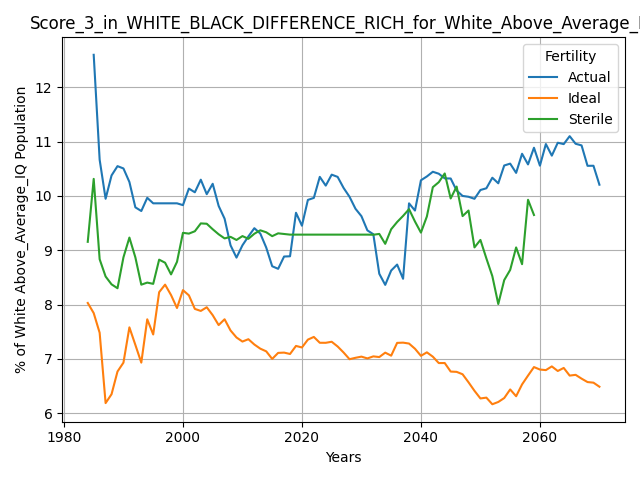 Score_3_in_WHITE_BLACK_DIFFERENCE_RICH_for_White_Above_Average_
Fertility
Actual
Ideal
Sterile
% of White Above_Average_IQ Population
12
11
10
9
8
7
6
1980
2000
2020
2040
2060
Years